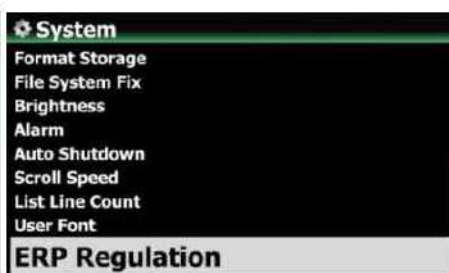 System
Format Storage
File System Fix
Brightness
Alarm
Auto Shutdown
Scroll Speed
List Line Count
User Font
ERP Regulation